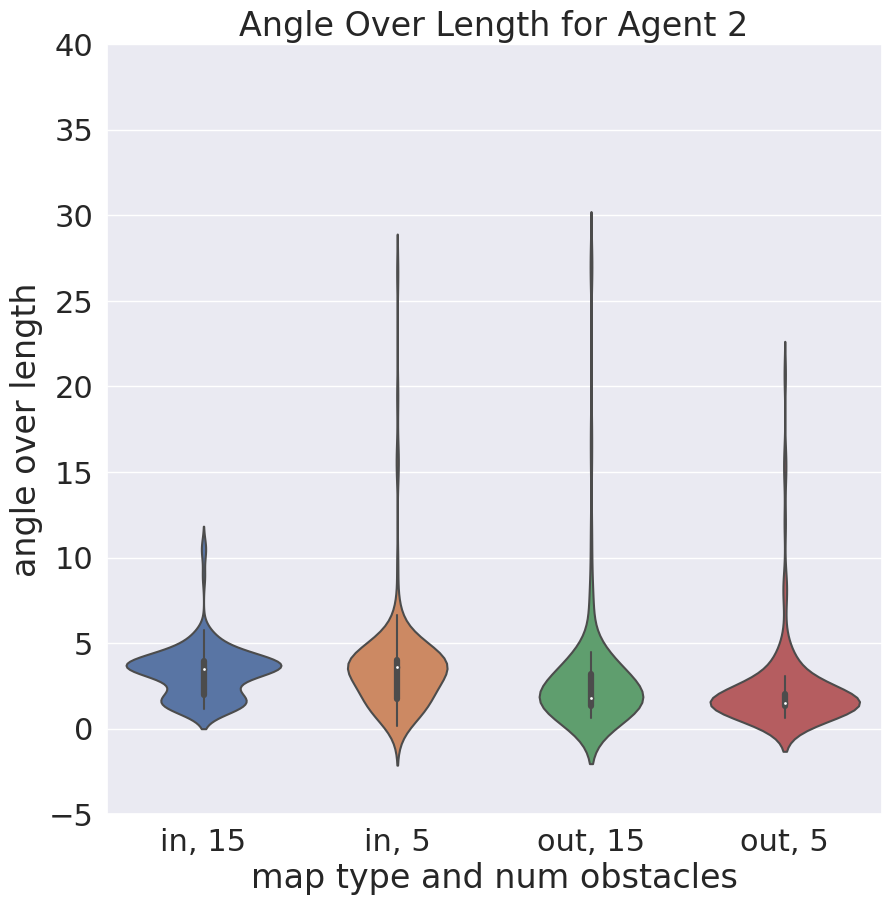 Angle Over Length for Agent 2
40
35
30
25
20
15
10
5
0
−5
angle over length
in, 15
in, 5
out, 15
out, 5
map type and num obstacles